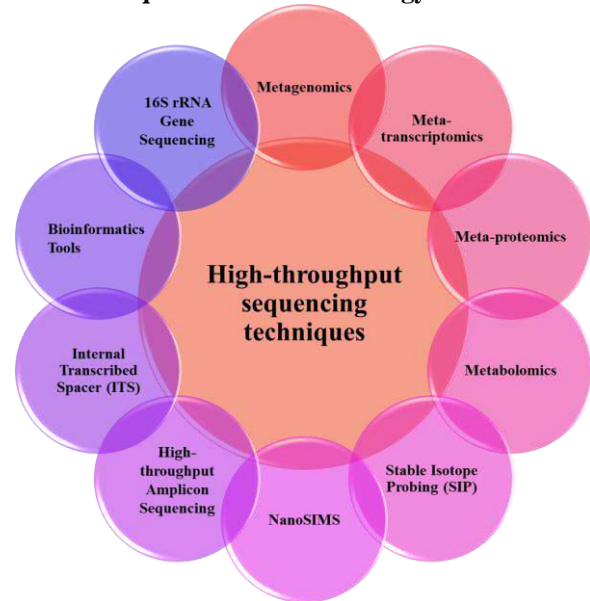 Metagenomics
16S rRNA
Gene
Sequencing
Meta-
transcriptomics
Bioinformatics
Tools
Meta-proteomics
High-throughput
sequencing
techniques
Internal
Transcribed
Spacer (ITS)
Metabolomics
High-
throughput
Amplicon
Sequencing
Stable Isotope
Probing (SIP)
NanoSIMS